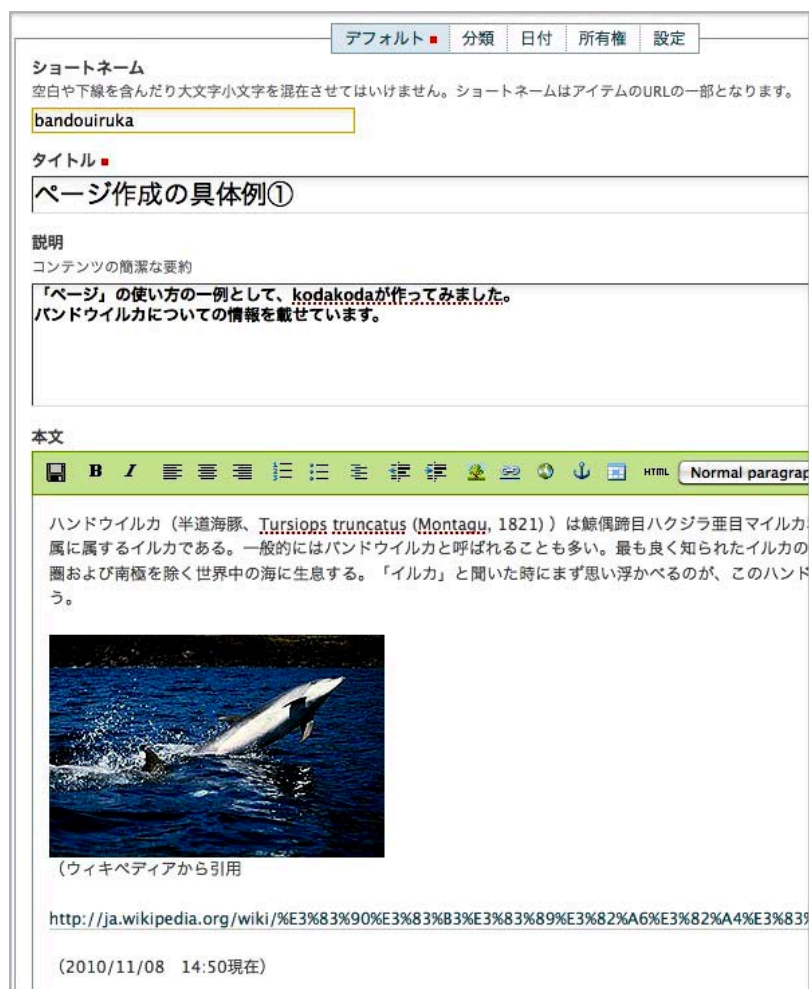 デフォルト 分類 日付 所有権 設定
ショートネーム
空白や下線を含んだり大文字小文字を混在させてはいけません。ショートネームはアイテムのURLの一部となります。
bandouiruka
タイトル
ページ作成の具体例①
説明
コンテンツの簡潔な要約
「ページ」の使い方の一例として、kodakodaが作ってみました。
バンドウイルカについての情報を載せています。
本文
B I HTML Normal paragrap
ハンドウイルカ（半道海豚、Tursiops truncatus (Montagu, 1821) ）は鯨偶蹄目ハクジラ亜目マイルカ
属に属するイルカである。一般的にはバンドウイルカと呼ばれることも多い。最も良く知られたイルカの
圏および南極を除く世界中の海に生息する。「イルカ」と聞いた時にまず思い浮かべるのが、このハンド
う。
（ウィキペディアから引用
http://ja.wikipedia.org/wiki/%E3%83%90%E3%83%B3%E3%83%89%E3%82%A6%E3%82%A4%E3%83%
（2010/11/08　14:50現在）